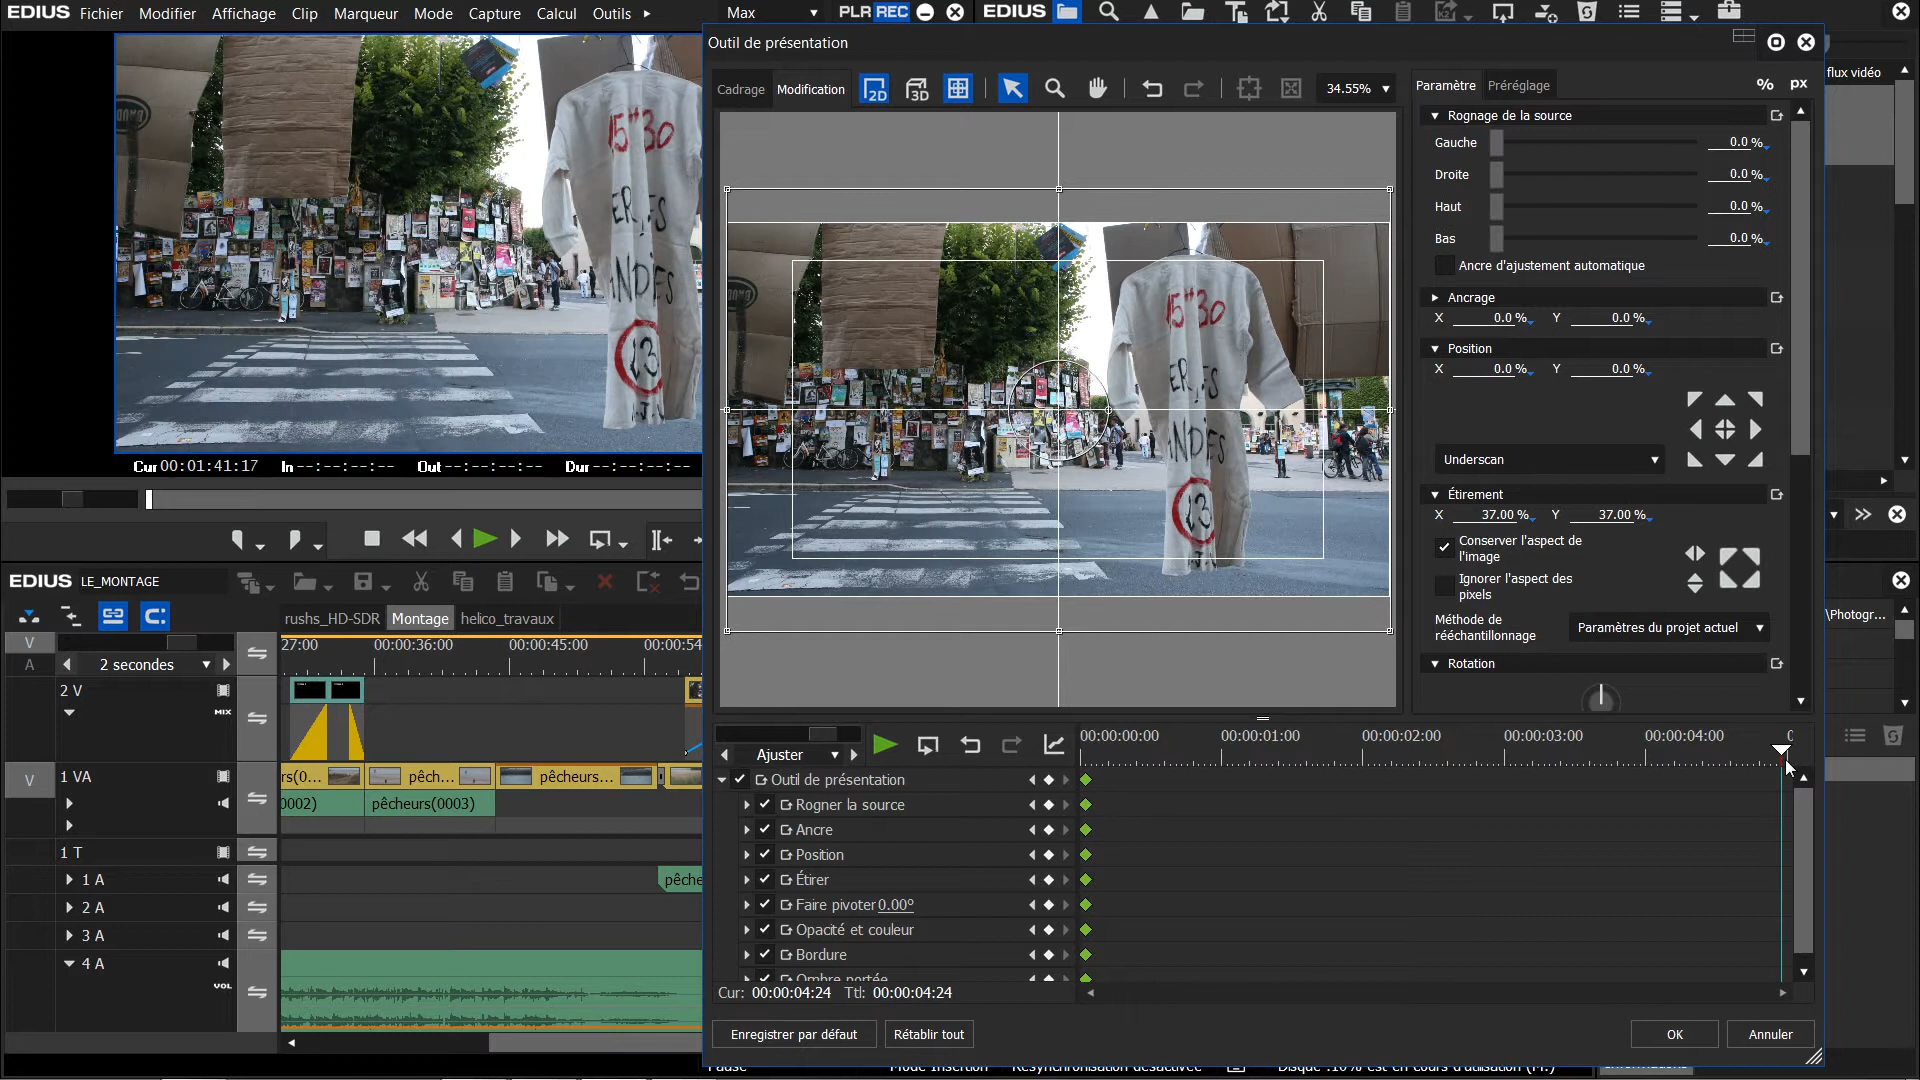 EDIUS Fichier Modifier Affichage Clip Marqueur Mode Capture Calcul Outils
Max PLR REC EDIUS
Outil de présentation
Cadrage Modification 2D 3D 34.55%
Paramètre Préréglage % px
flux vidéo
Rognage de la source
Gauche 0.0 %
Droite 0.0 %
Haut 0.0 %
Bas 0.0 %
Ancre d'ajustement automatique
Ancrage
X 0.0 % Y 0.0 %
Position
X 0.0 % Y 0.0 %
Underscan
Étirement
X 37.00 % Y 37.00 %
Conserver l'aspect de
l'image
Ignorer l'aspect des
pixels
Méthode de
rééchantillonnage
Paramètres du projet actuel
Rotation
\Photogr...
15H30
13
15H30
13
Cur 00:01:41:17 In --:--:--:-- Out --:--:--:-- Dur --:--:--:--
EDIUS LE_MONTAGE
rushs_HD-SDR Montage helico_travaux
27:00 00:00:36:00 00:00:45:00 00:00:54
V
A
2 secondes
2 V
MIX
V
1 VA
rs(0... pêch... pêcheurs...
0002) pêcheurs(0003)
1 T
1 A
pêche
2 A
3 A
4 A
VOL
Ajuster
00:00:00:00 00:00:01:00 00:00:02:00 00:00:03:00 00:00:04:00
Outil de présentation
Rogner la source
Ancre
Position
Étirer
Faire pivoter 0.00º
Opacité et couleur
Bordure
Ombre portée
Cur: 00:00:04:24 Ttl: 00:00:04:24
Enregistrer par défaut Rétablir tout OK Annuler
Pause Mode Insertion Resynchronisation désactivée Disque :10% est en cours d'utilisation (M:)